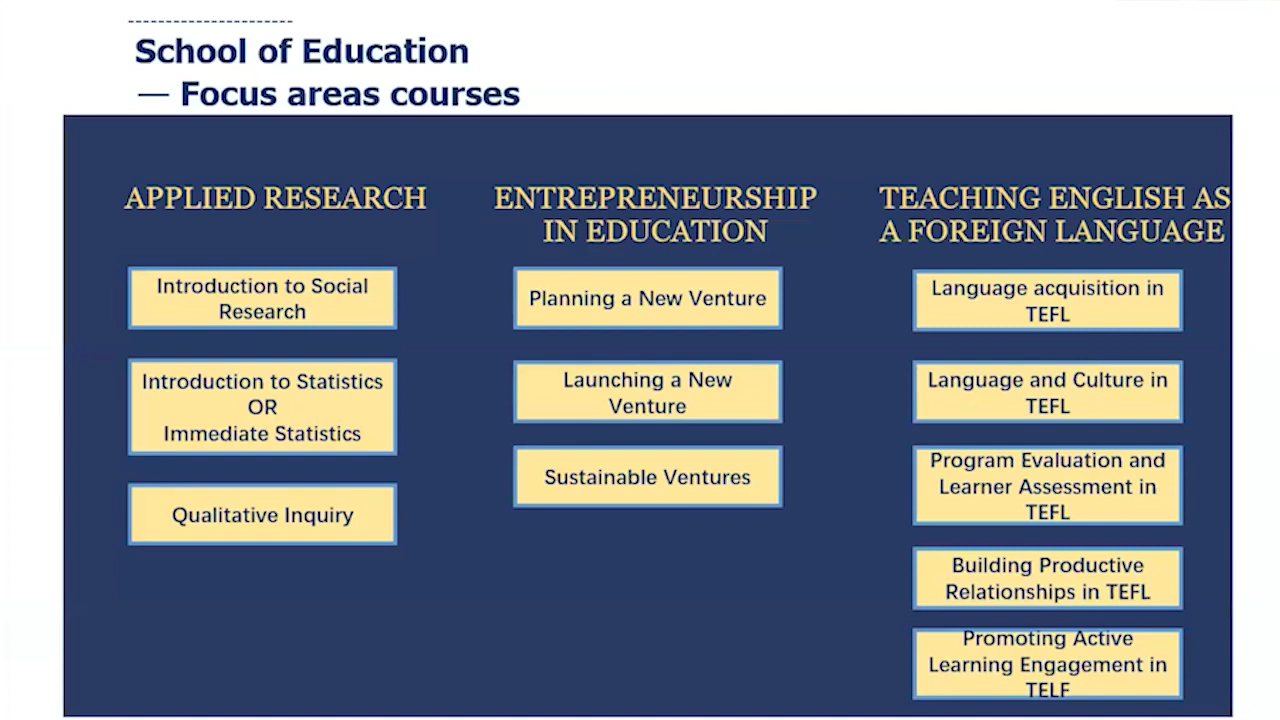 School of Education
— Focus areas courses
APPLIED RESEARCH
Introduction to Social
Research
Introduction to Statistics
OR
Immediate Statistics
Qualitative Inquiry
ENTREPRENEURSHIP
IN EDUCATION
Planning a New Venture
Launching a New
Venture
Sustainable Ventures
TEACHING ENGLISH AS
A FOREIGN LANGUAGE
Language acquisition in
TEFL
Language and Culture in
TEFL
Program Evaluation and
Learner Assessment in
TEFL
Building Productive
Relationships in TEFL
Promoting Active
Learning Engagement in
TELF